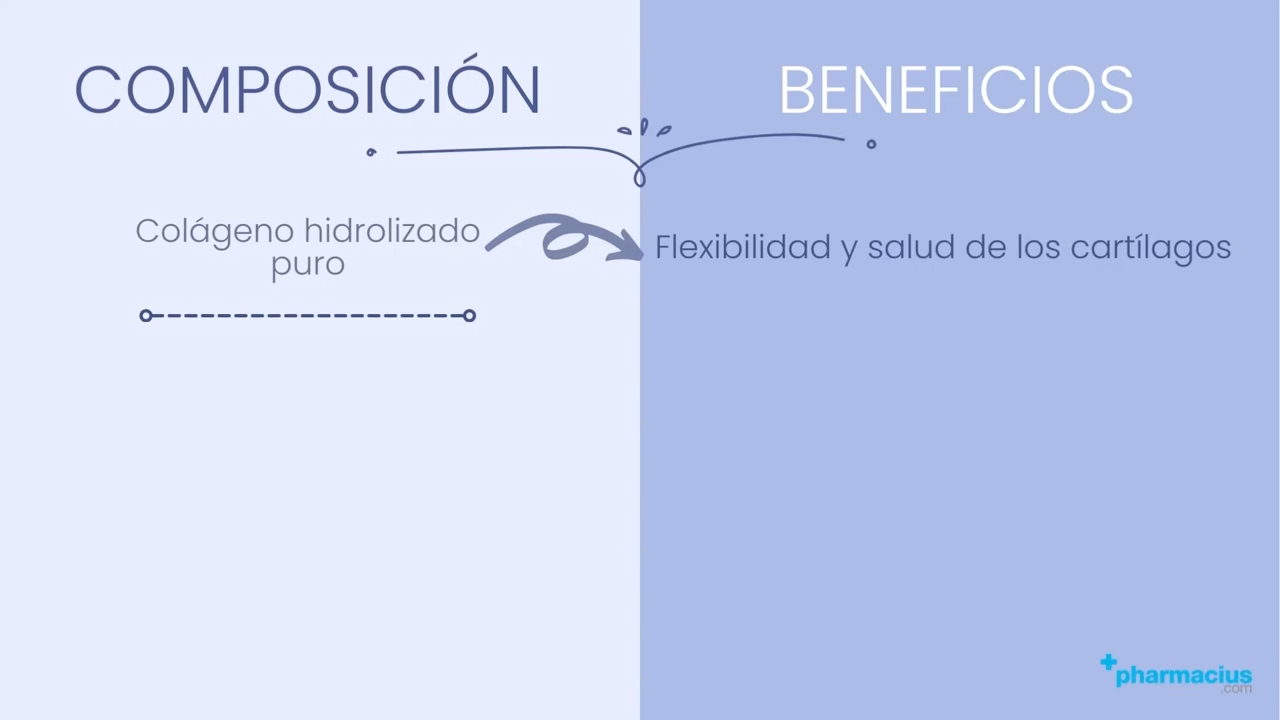 COMPOSICIÓN
BENEFICIOS
Colágeno hidrolizado
puro
Flexibilidad y salud de los cartílagos
pharmacius
.com